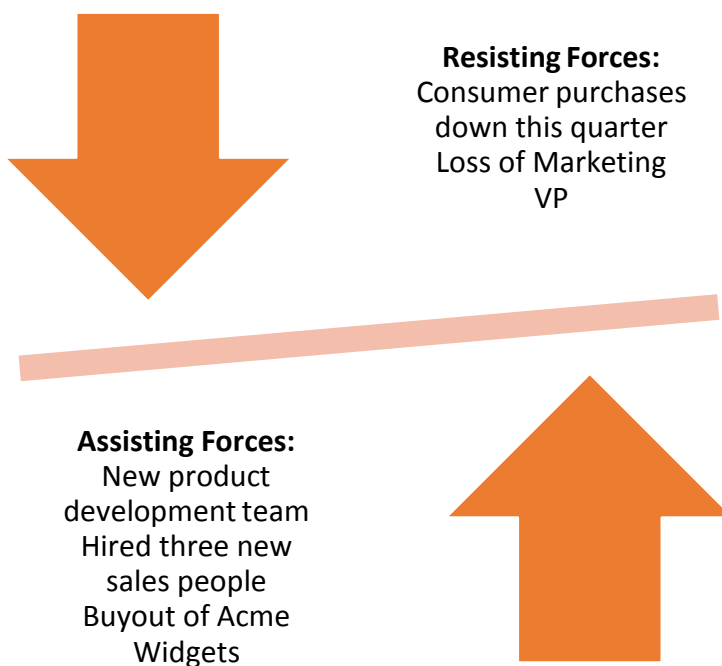 Resisting Forces:
Consumer purchases
down this quarter
Loss of Marketing
VP
Assisting Forces:
New product
development team
Hired three new
sales people
Buyout of Acme
Widgets